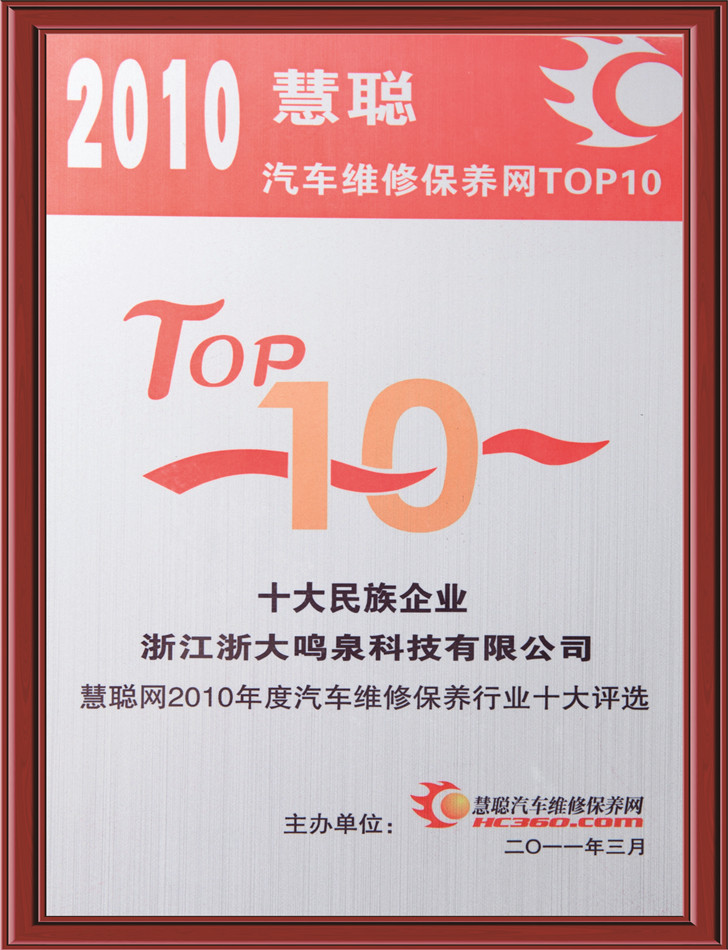 2010 慧聪
汽车维修保养网TOP10
TOP
10
十大民族企业
浙江浙大鸣泉科技有限公司
慧聪网2010年度汽车维修保养行业十大评选
主办单位：
慧聪汽车维修保养网
HC360.com
二〇一一年三月